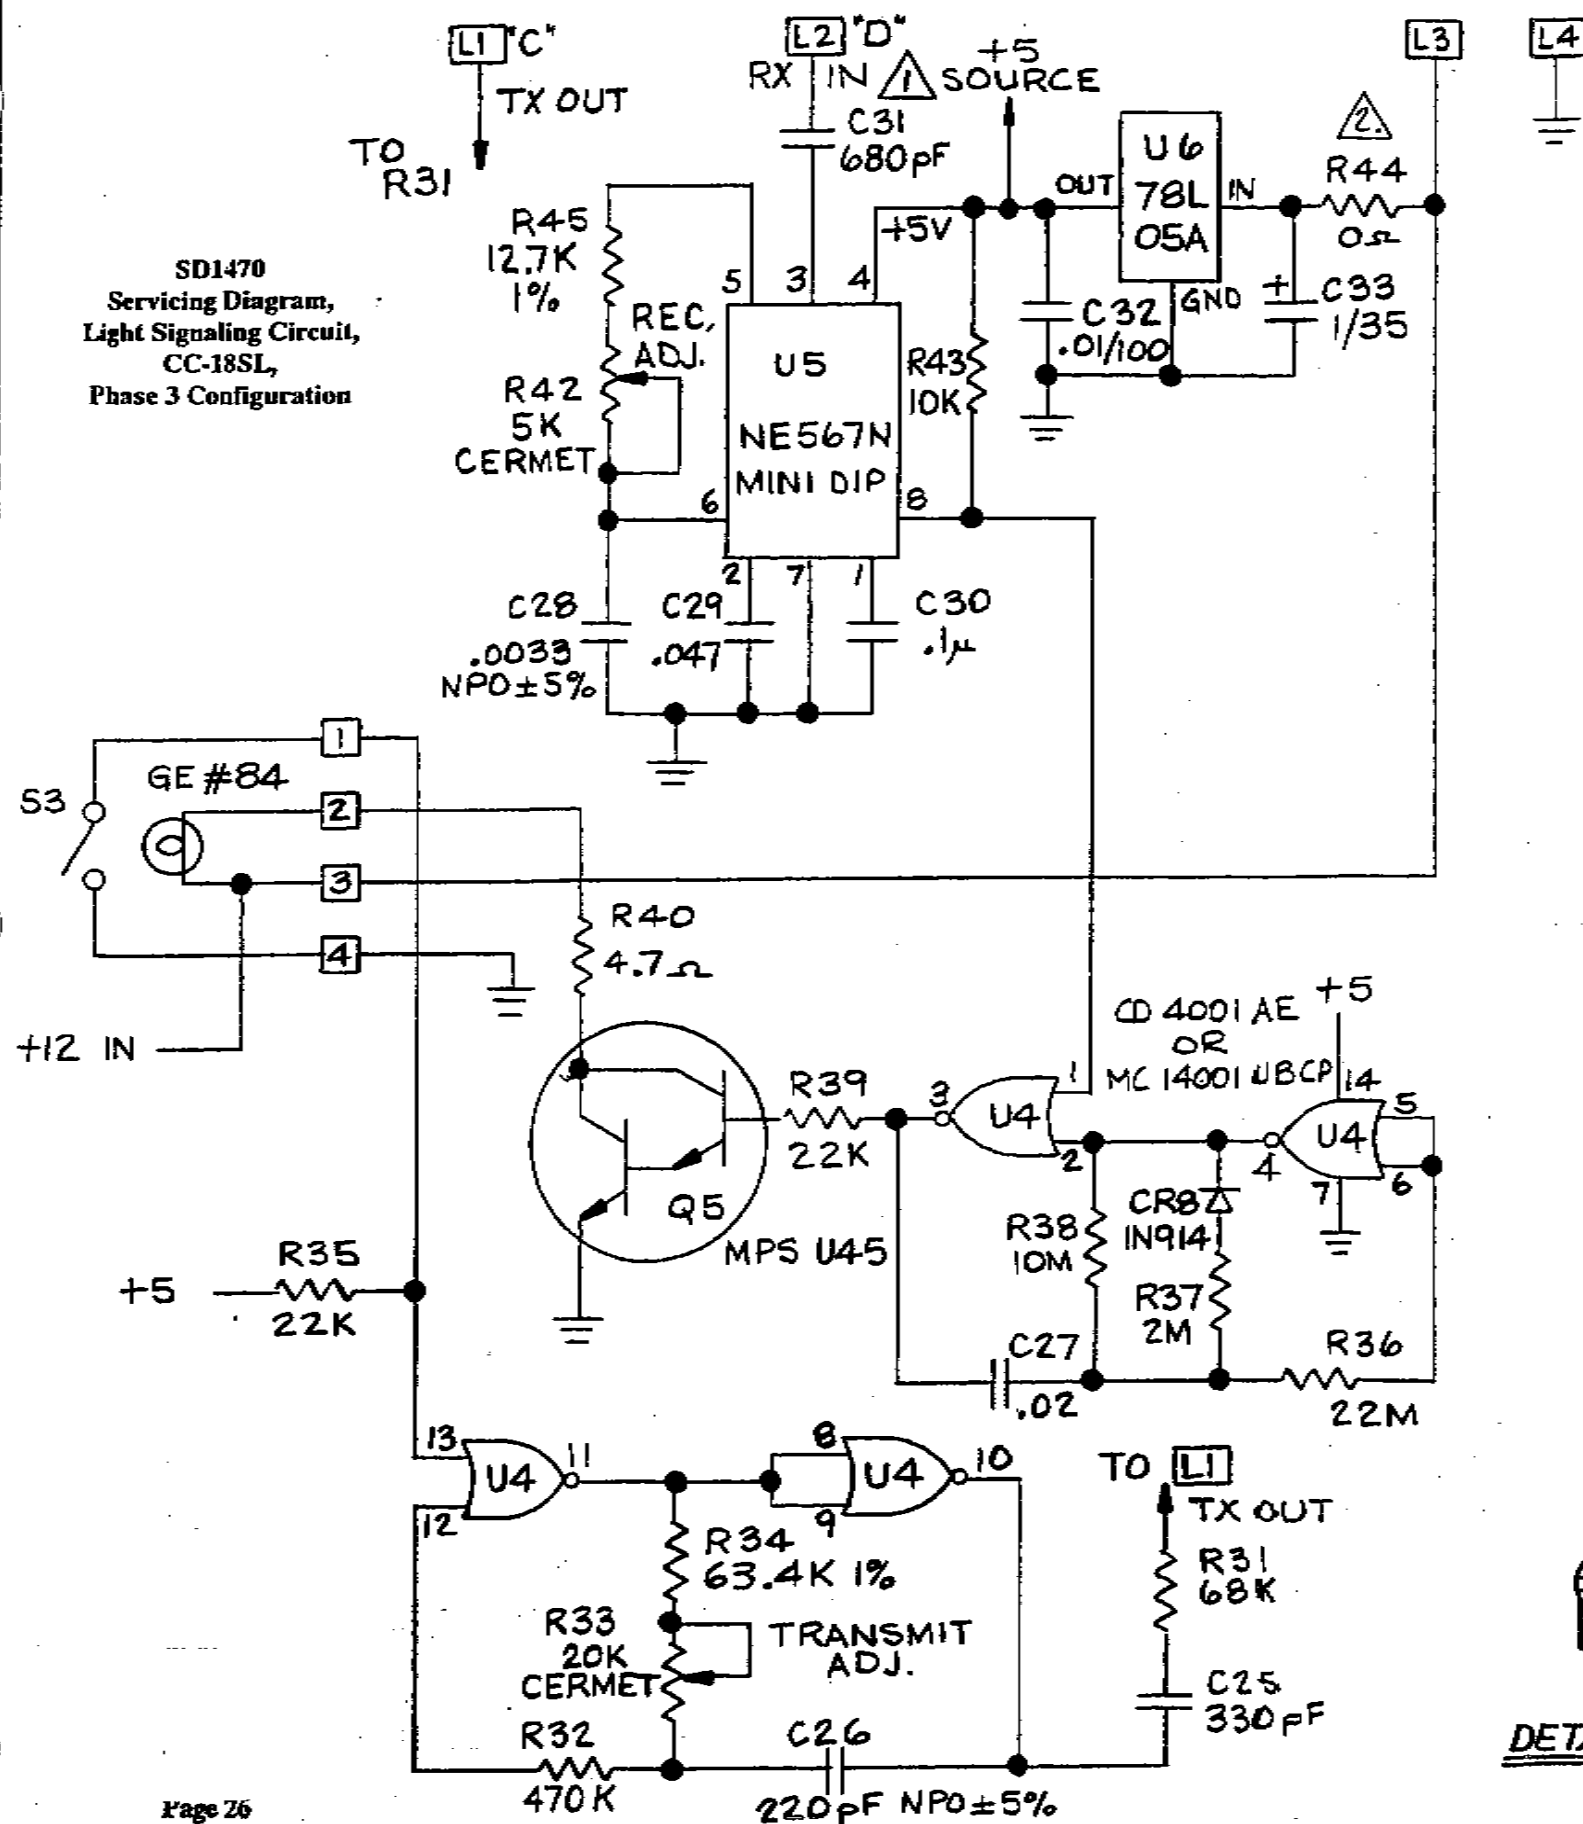 L1 "C"
TX OUT
TO
R31
L2 "D"
RX IN
1
+5
SOURCE
L3
L4
C31
680pF
U6
78L
05A
OUT
IN
GND
2.
R44
0Ω
+
C33
1/35
C32
.01/100
+5V
SD1470
Servicing Diagram,
Light Signaling Circuit,
CC-18SL,
Phase 3 Configuration
R45
12.7K
1%
REC,
ADJ.
R42
5K
CERMET
5 3 4
U5
NE567N
MINI DIP
6
8
2 7 1
R43
10K
C28
.0033
NPO±5%
C29
.047
C30
.1μ
1
GE #84
S3
2
3
4
+12 IN
R40
4.7Ω
CD 4001 AE
OR
MC 14001 UBCP
+5
14
5
U4
4
6
7
1
3
U4
2
R39
22K
Q5
MPS U45
R38
10M
CR8
1N914
R37
2M
R36
22M
C27
.02
R35
+5
22K
13
U4
11
12
8
U4
10
9
R34
63.4K 1%
R33
20K
CERMET
TRANSMIT
ADJ.
R32
470K
C26
220pF NPO±5%
TO L1
TX OUT
R31
68K
C25
330pF
Page 26